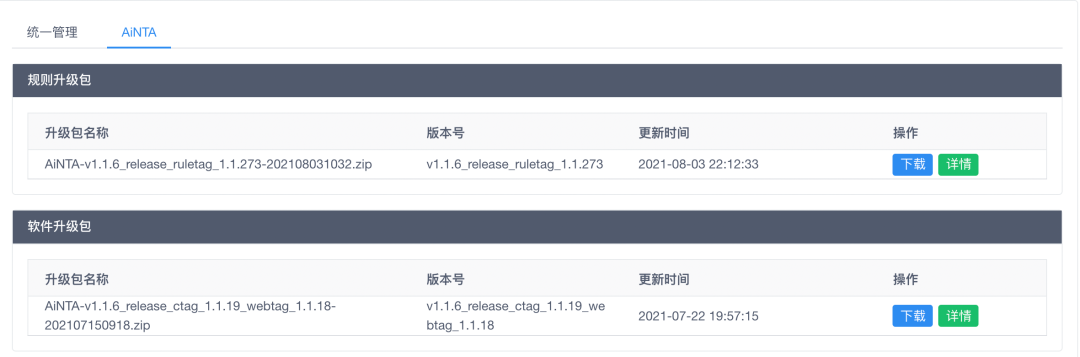 统一管理 AiNTA
规则升级包
升级包名称 版本号 更新时间 操作
AiNTA-v1.1.6_release_ruletag_1.1.273-202108031032.zip v1.1.6_release_ruletag_1.1.273 2021-08-03 22:12:33 下载 详情
软件升级包
升级包名称 版本号 更新时间 操作
AiNTA-v1.1.6_release_ctag_1.1.19_webtag_1.1.18- v1.1.6_release_ctag_1.1.19_we
2021-07-22 19:57:15 下载 详情
202107150918.zip btag_1.1.18